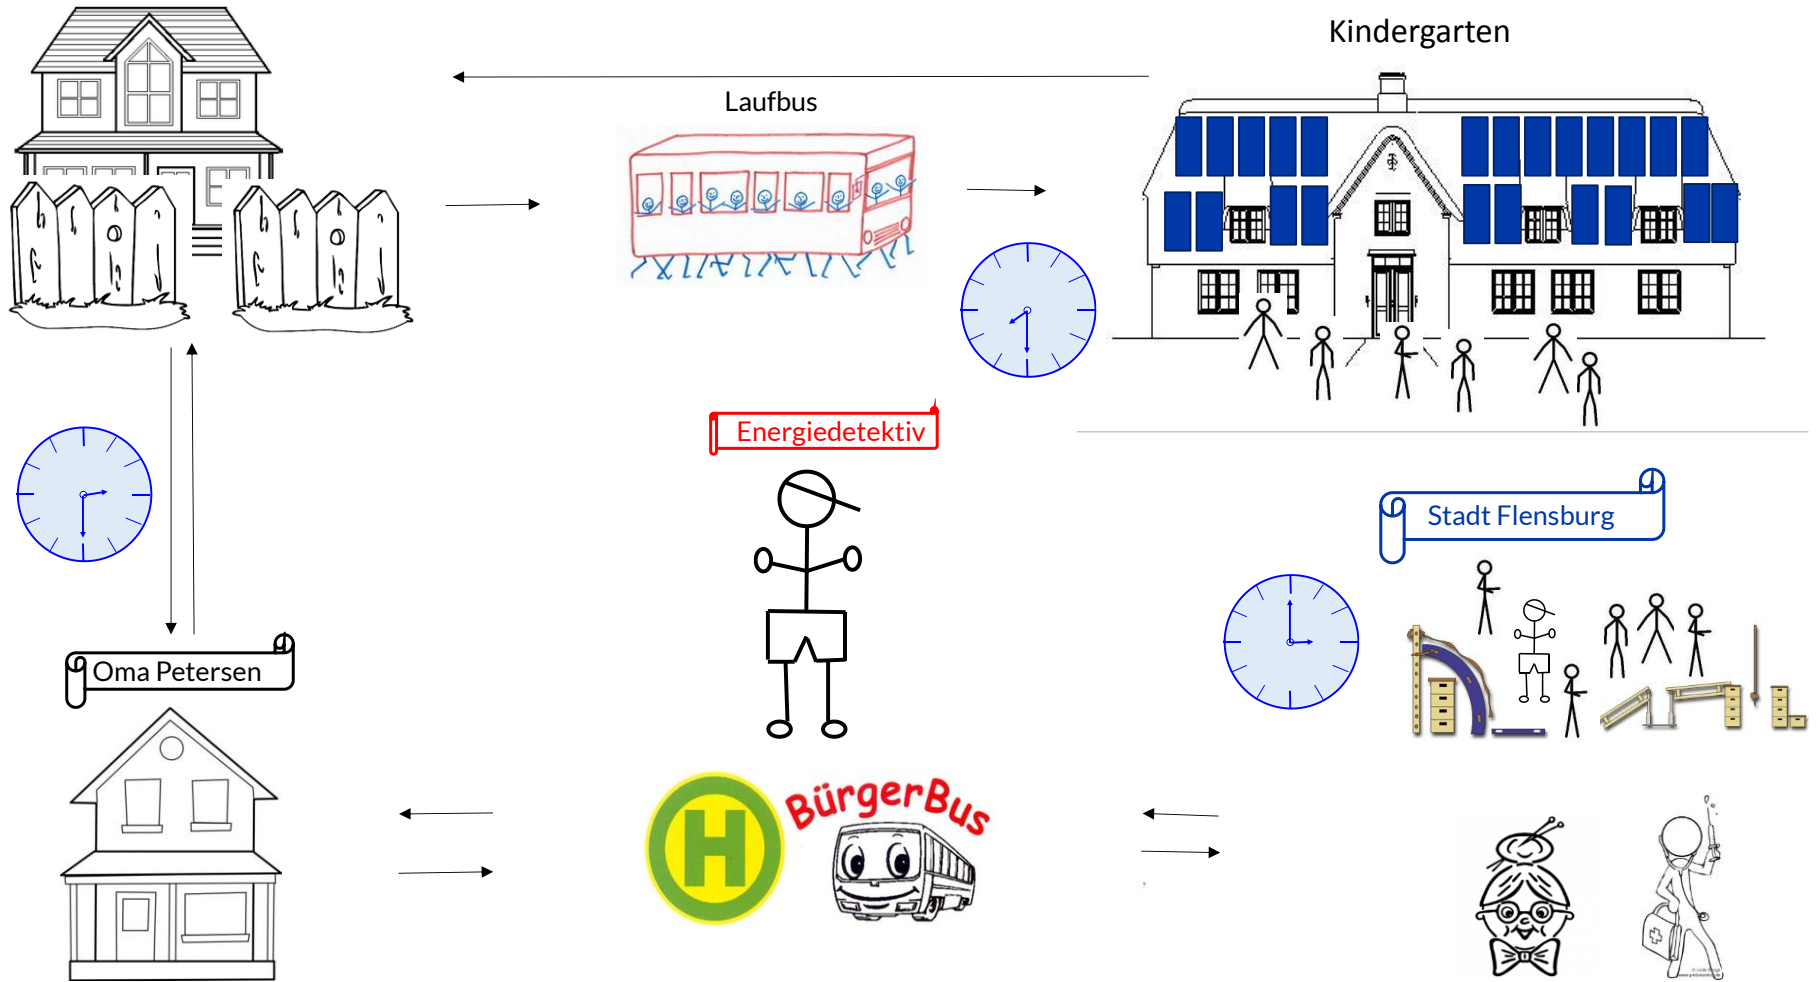 Kindergarten
Laufbus
Energiedetektiv
Stadt Flensburg
Oma Petersen
H
BürgerBus